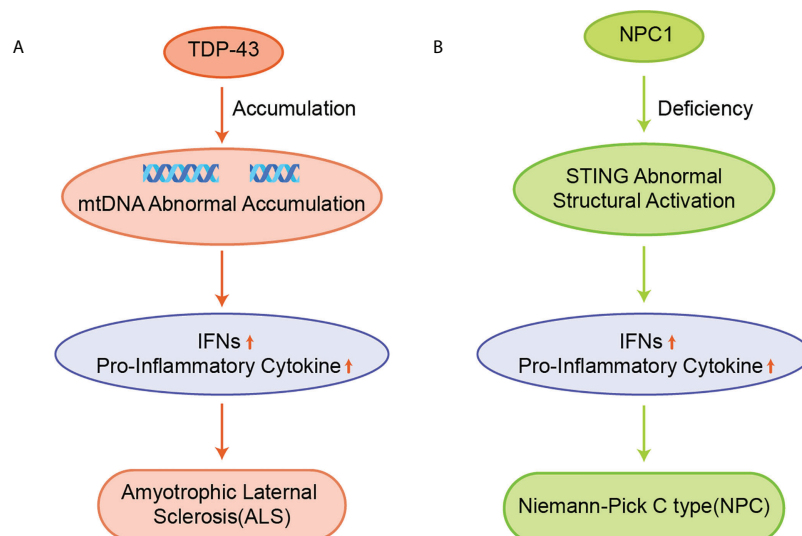 A
TDP-43
Accumulation
mtDNA Abnormal Accumulation
IFNs ↑
Pro-Inflammatory Cytokine ↑
Amyotrophic Laternal
Sclerosis(ALS)
B
NPC1
Deficiency
STING Abnormal
Structural Activation
IFNs ↑
Pro-Inflammatory Cytokine ↑
Niemann-Pick C type(NPC)